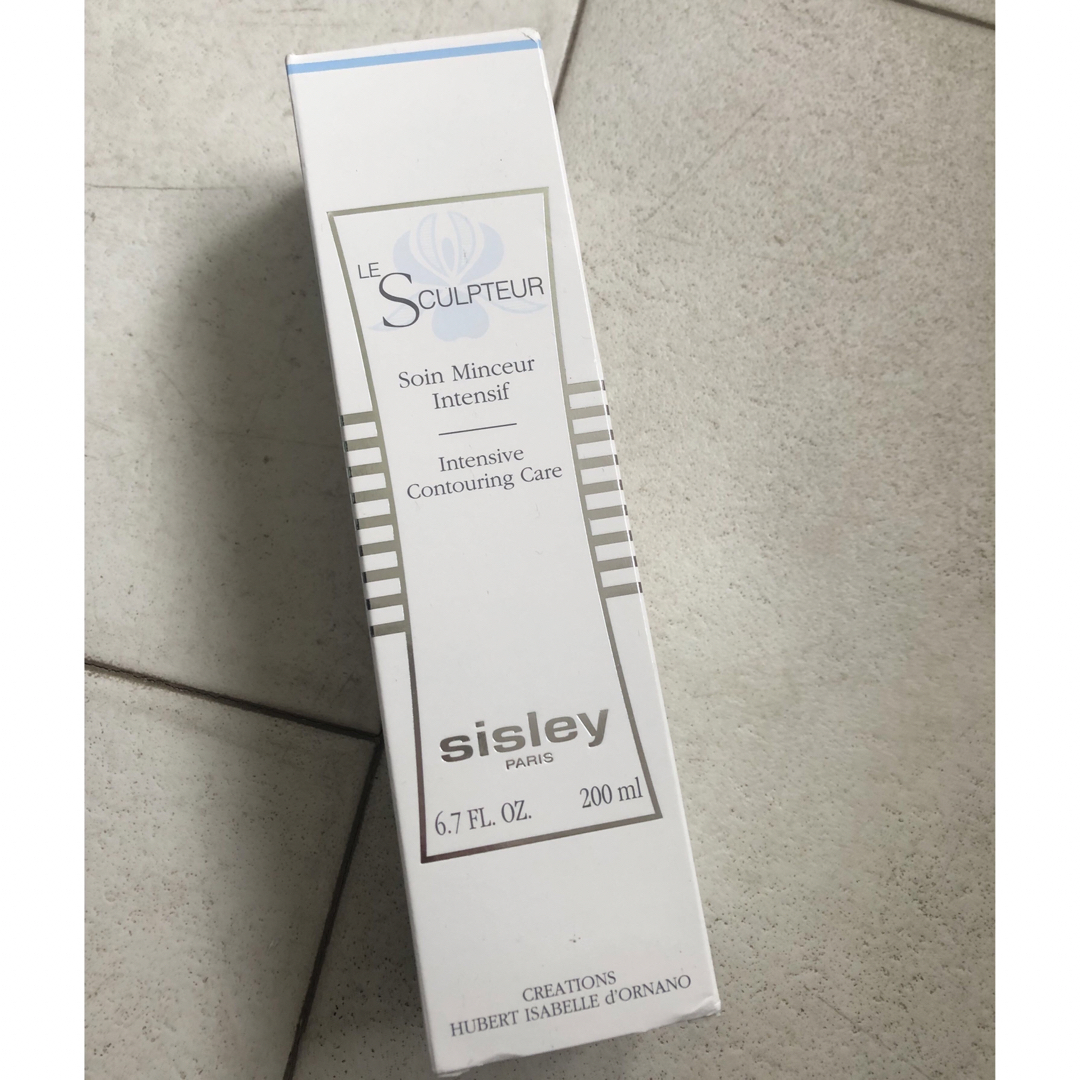 LE
SCULPTEUR
Soin Minceur
Intensif
Intensive
Contouring Care
sisley
PARIS
6.7 FL. OZ. 200 ml
CREATIONS
HUBERT ISABELLE d'ORNANO